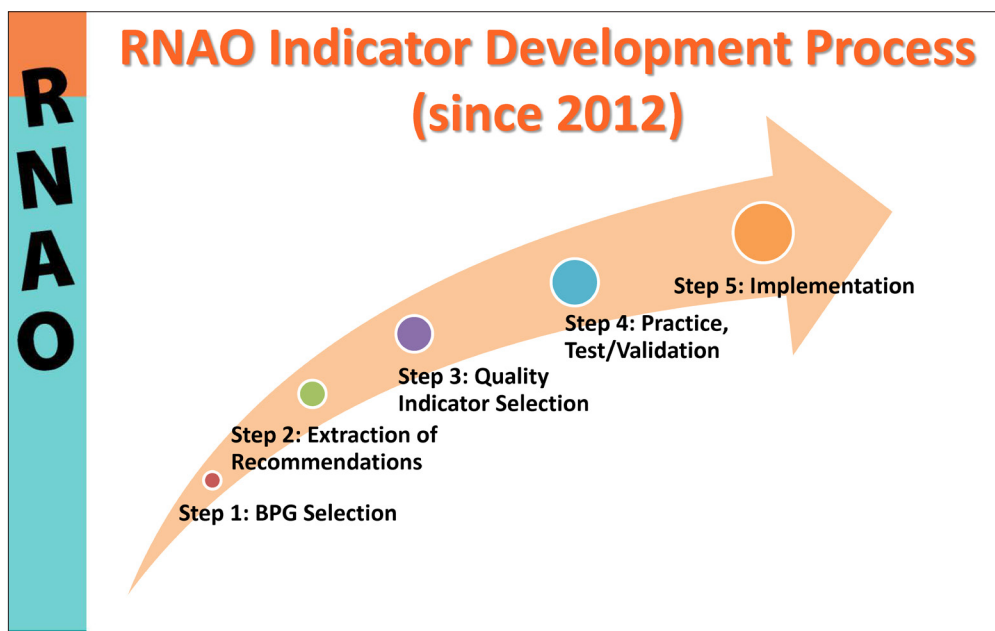 RNAO
RNAO Indicator Development Process
(since 2012)
Step 5: Implementation
Step 4: Practice,
Test/Validation
Step 3: Quality
Indicator Selection
Step 2: Extraction of
Recommendations
Step 1: BPG Selection